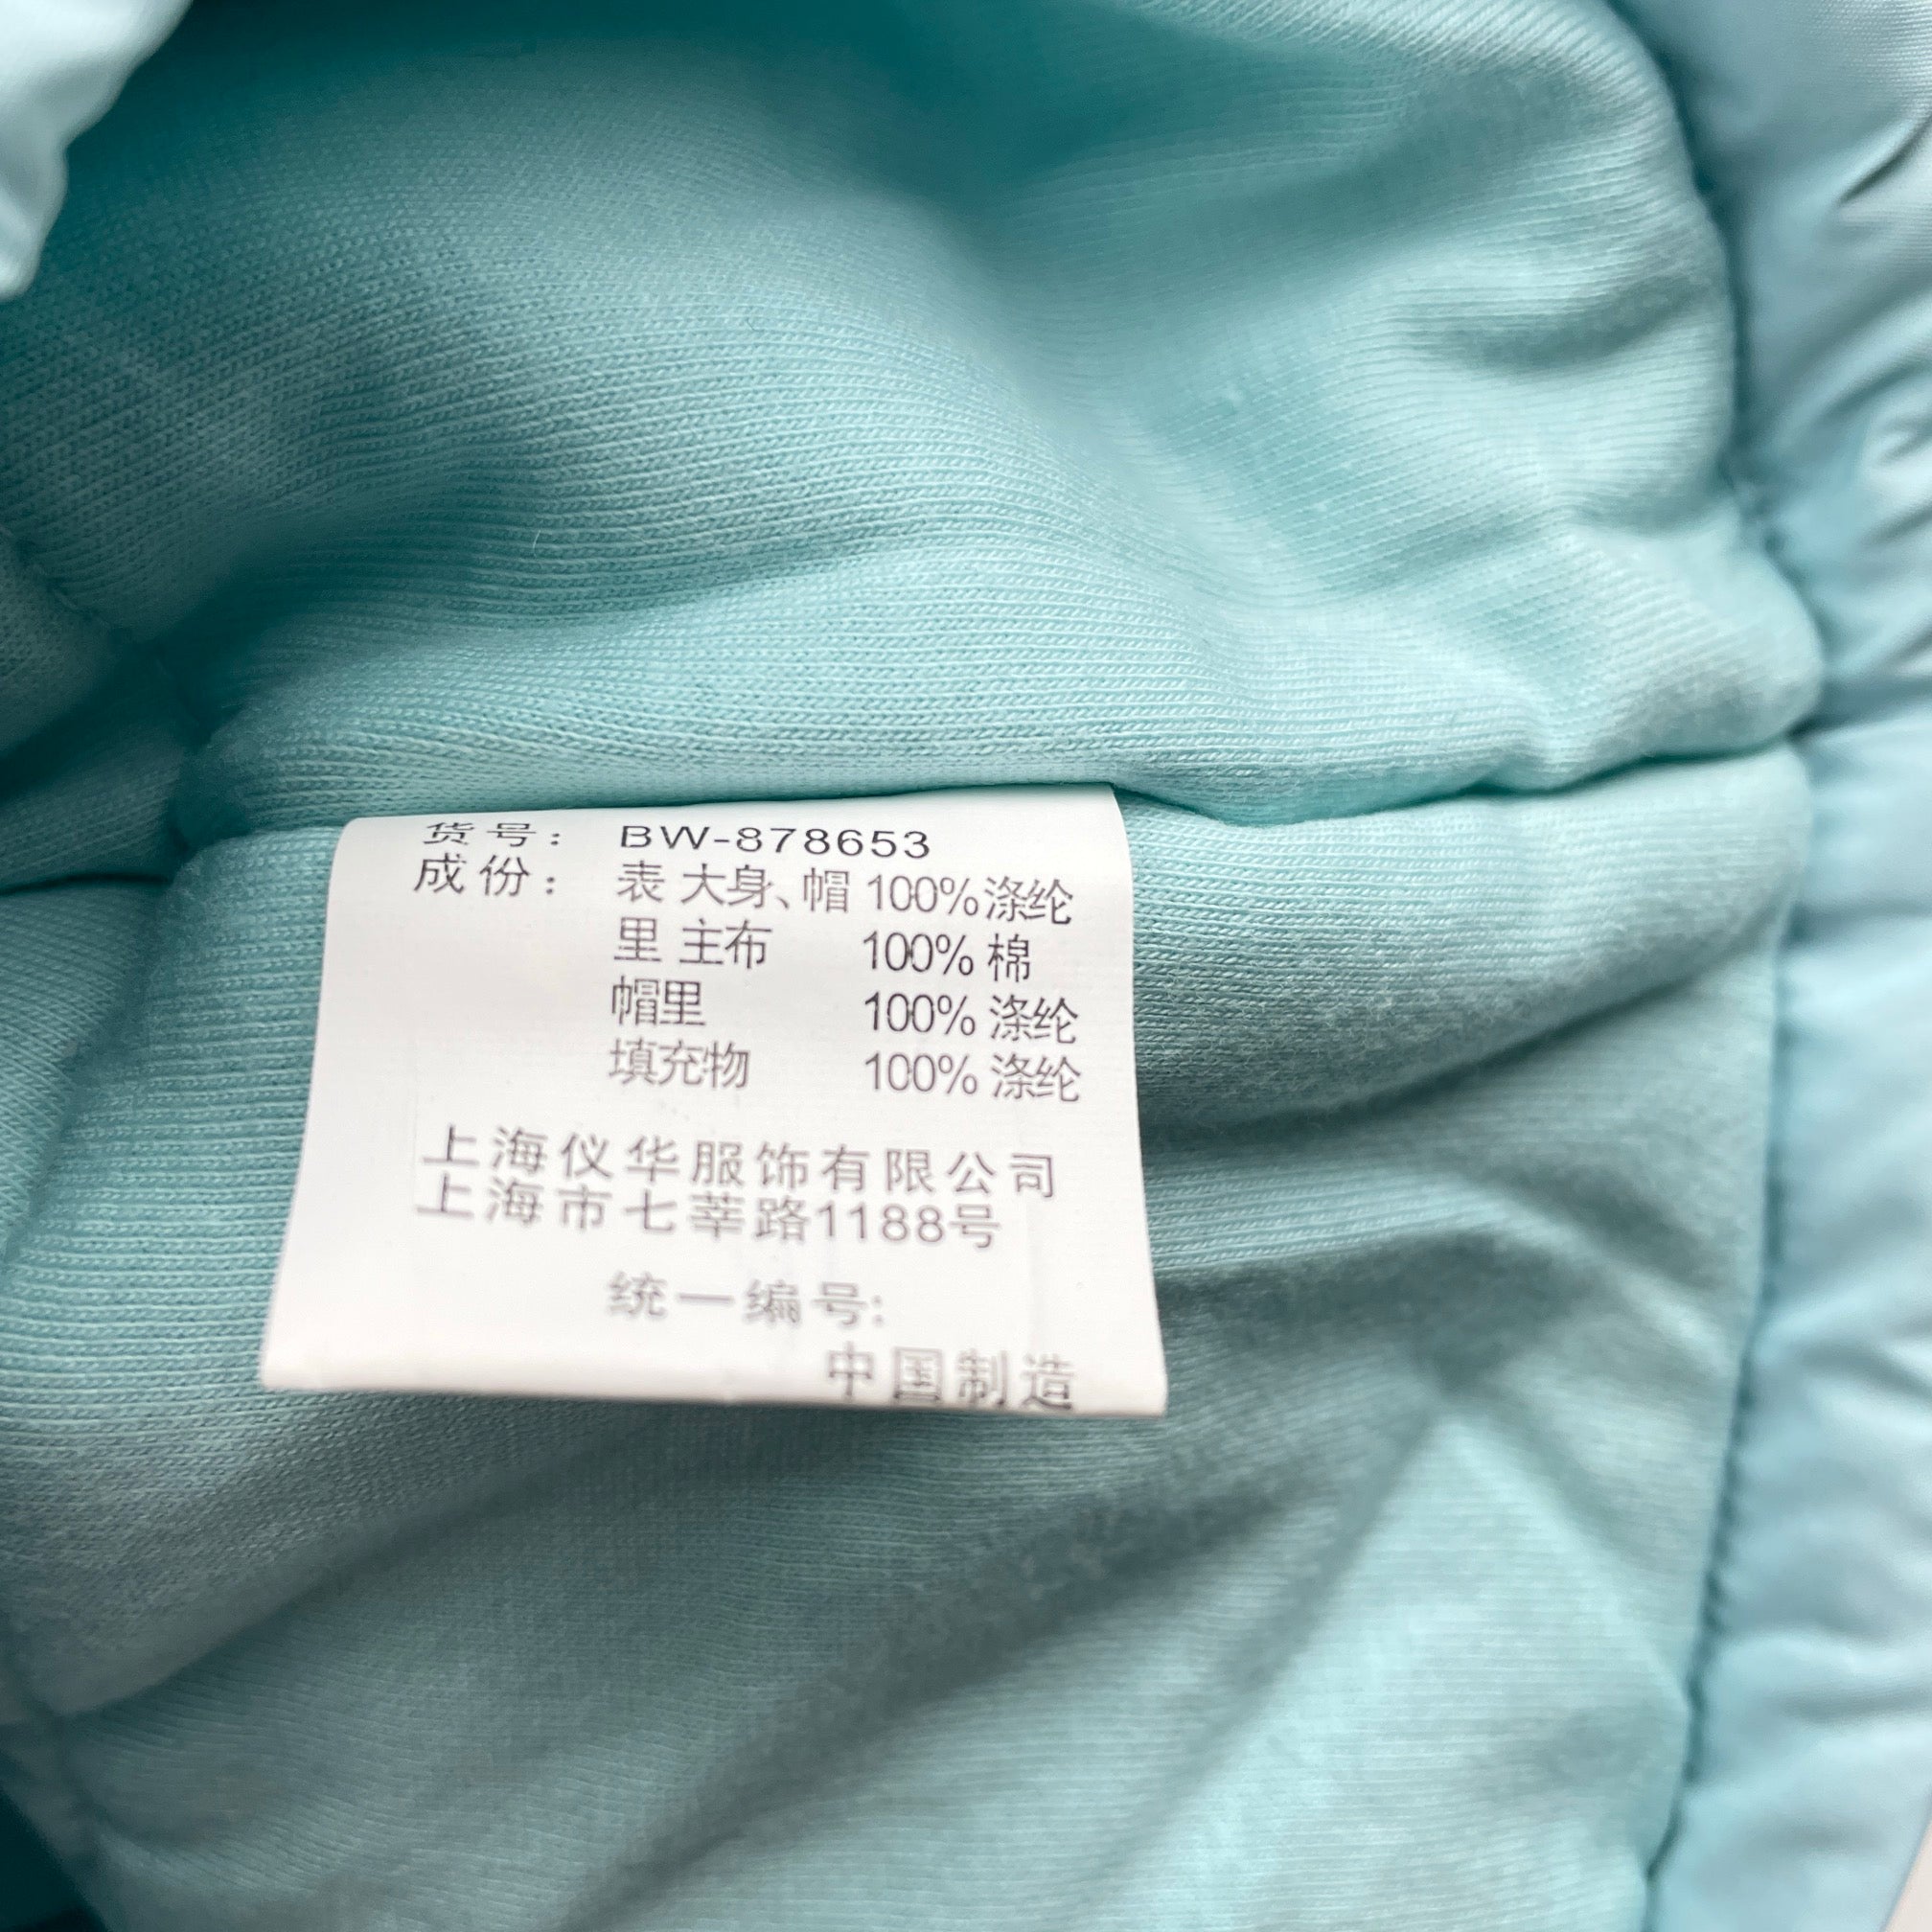 货号： BW-878653
成份： 表 大身、帽 100%涤纶
里 主布 100% 棉
帽里 100% 涤纶
填充物 100% 涤纶
上海仪华服饰有限公司
上海市七莘路1188号
统一编号:
中国制造